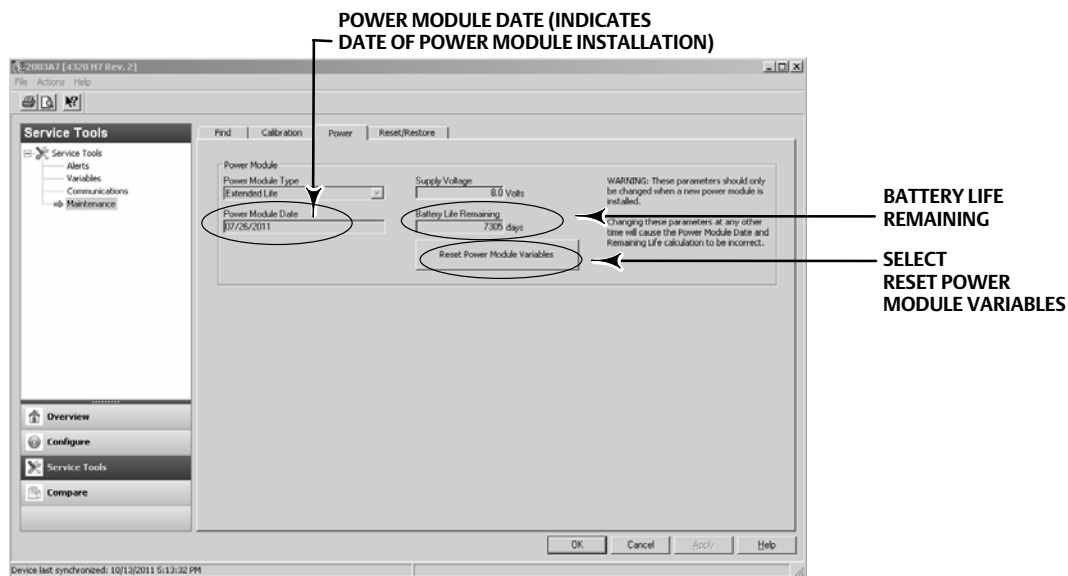 POWER MODULE DATE (INDICATES
DATE OF POWER MODULE INSTALLATION)
2003A7 [4320 H7 Rev. 2]
File Actions Help
Service Tools
Find Calibration Power Reset/Restore
Service Tools
Alerts
Variables
Communications
Maintenance
Power Module
Power Module Type
Extended Life
Power Module Date
07/26/2011
Supply Voltage
8.0 Volts
Battery Life Remaining
7305 days
Reset Power Module Variables
WARNING: These parameters should only
be changed when a new power module is
installed.
Changing these parameters at any other
time will cause the Power Module Date and
Remaining Life calculation to be incorrect.
BATTERY LIFE
REMAINING
SELECT
RESET POWER
MODULE VARIABLES
Overview
Configure
Service Tools
Compare
OK Cancel Apply Help
Device last synchronized: 10/13/2011 5:13:32 PM